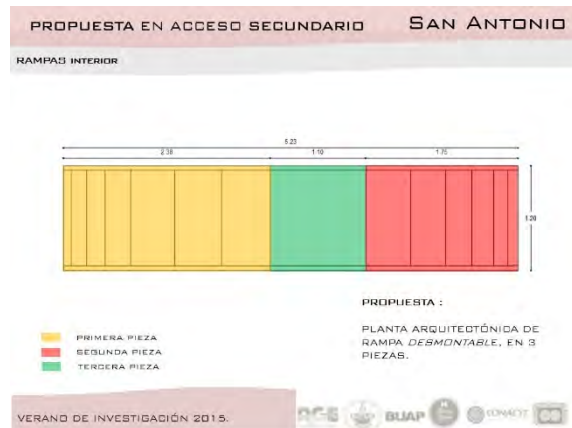 PROPUESTA EN ACCESO SECUNDARIO
SAN ANTONIO
RAMPAS INTERIOR
5.23
2.38
1.10
1.75
1.20
PROPUESTA :
PLANTA ARQUITECTÓNICA DE
RAMPA DESMONTABLE, EN 3
PIEZAS.
PRIMERA PIEZA
SEGUNDA PIEZA
TERCERA PIEZA
VERANO DE INVESTIGACIÓN 2015.
BUAP
CONACYT